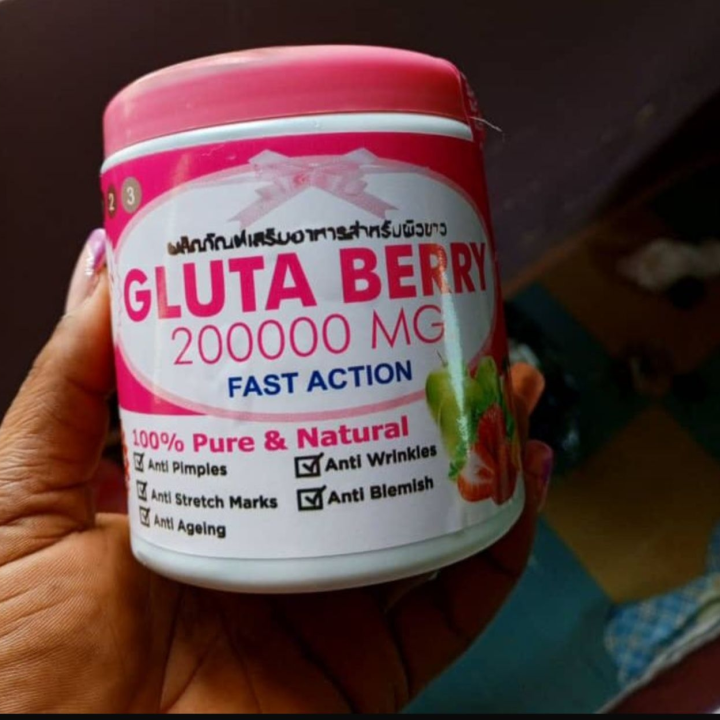 2 3
ผลิตภัณฑ์เสริมอาหารสำหรับผิวขาว
GLUTA BERRY
200000 MG
FAST ACTION
100% Pure & Natural
Anti Pimples
Anti Wrinkles
Anti Stretch Marks
Anti Blemish
Anti Ageing